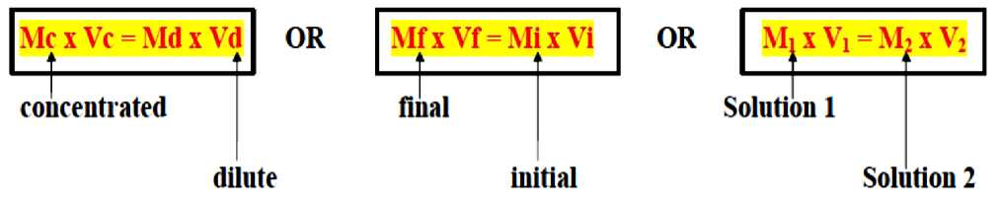 Mc x Vc = Md x Vd OR Mf x Vf = Mi x Vi OR M₁ x V₁ = M₂ x V₂
concentrated final Solution 1
dilute initial Solution 2